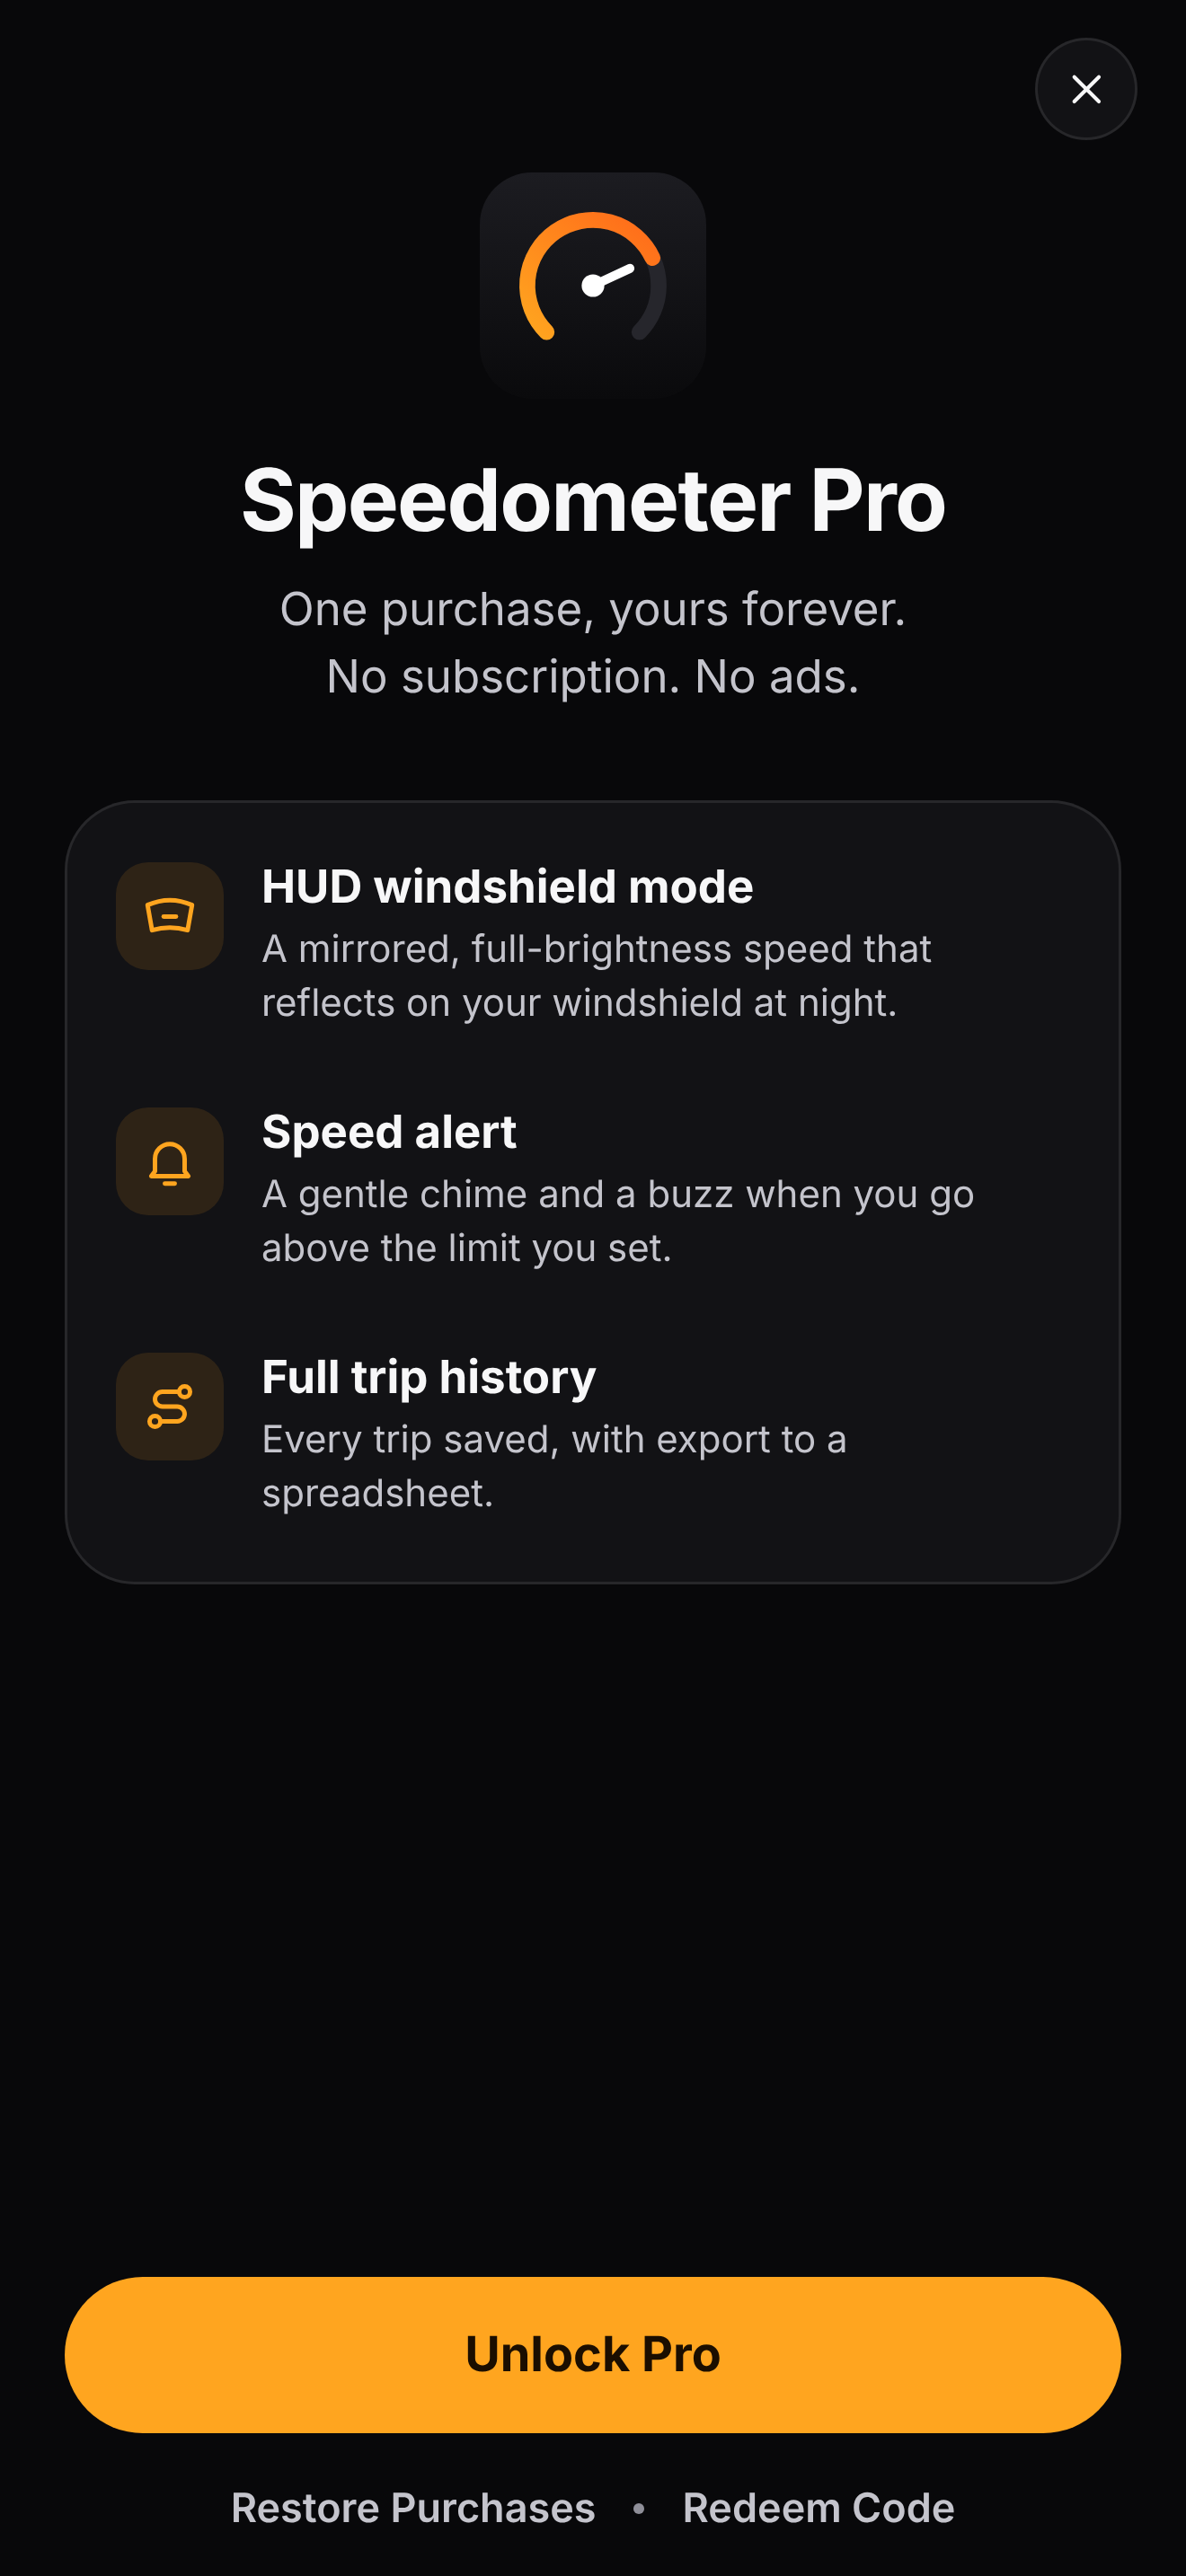 Speedometer Pro
One purchase, yours forever.
No subscription. No ads.
HUD windshield mode
A mirrored, full-brightness speed that
reflects on your windshield at night.
Speed alert
A gentle chime and a buzz when you go
above the limit you set.
Full trip history
Every trip saved, with export to a
spreadsheet.
Unlock Pro
Restore Purchases • Redeem Code